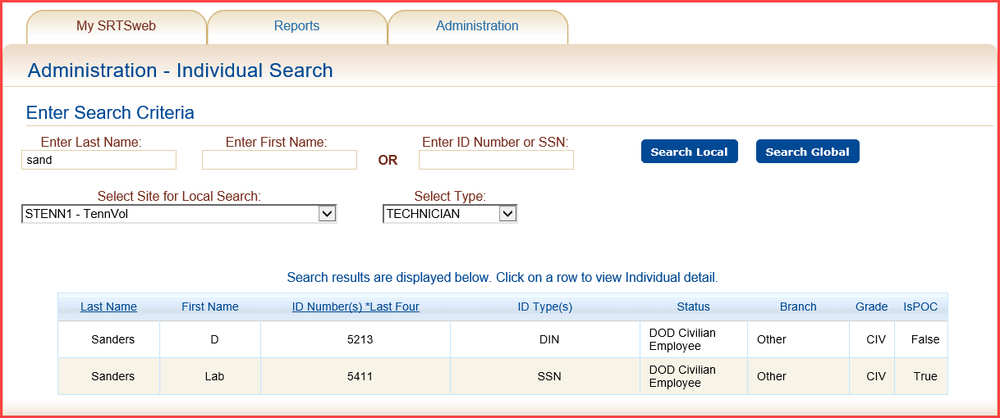 My SRTSweb Reports Administration
Administration - Individual Search
Enter Search Criteria
Enter Last Name: Enter First Name: Enter ID Number or SSN:
sand OR Search Local Search Global
Select Site for Local Search: Select Type:
STENN1 - TennVol TECHNICIAN
Search results are displayed below. Click on a row to view Individual detail.
Last Name First Name ID Number(s) *Last Four ID Type(s) Status Branch Grade IsPOC
Sanders D 5213 DIN DOD Civilian Employee Other CIV False
Sanders Lab 5411 SSN DOD Civilian Employee Other CIV True